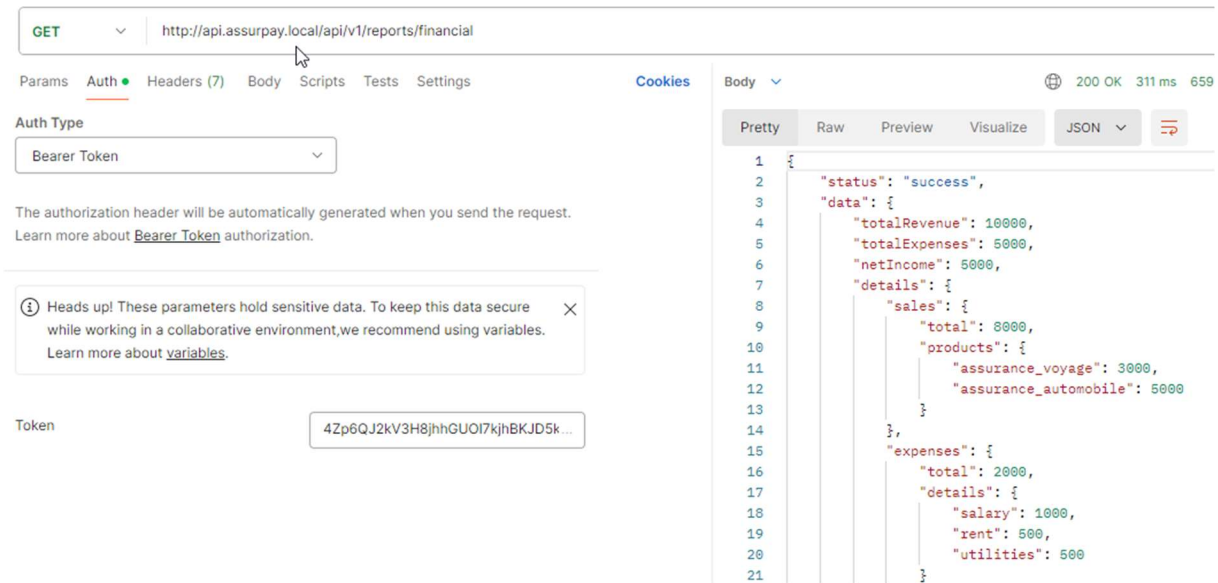 GET http://api.assurpay.local/api/v1/reports/financial
Params Auth Headers (7) Body Scripts Tests Settings Cookies
Auth Type
Bearer Token
The authorization header will be automatically generated when you send the request.
Learn more about Bearer Token authorization.
Heads up! These parameters hold sensitive data. To keep this data secure
while working in a collaborative environment,we recommend using variables.
Learn more about variables.
Token 4Zp6QJ2kV3H8jhhGUOI7kjhBKJD5k...
Body 200 OK 311 ms 659
Pretty Raw Preview Visualize JSON
1 {
2 "status": "success",
3 "data": {
4 "totalRevenue": 10000,
5 "totalExpenses": 5000,
6 "netIncome": 5000,
7 "details": {
8 "sales": {
9 "total": 8000,
10 "products": {
11 "assurance_voyage": 3000,
12 "assurance_automobile": 5000
13 }
14 },
15 "expenses": {
16 "total": 2000,
17 "details": {
18 "salary": 1000,
19 "rent": 500,
20 "utilities": 500
21 }